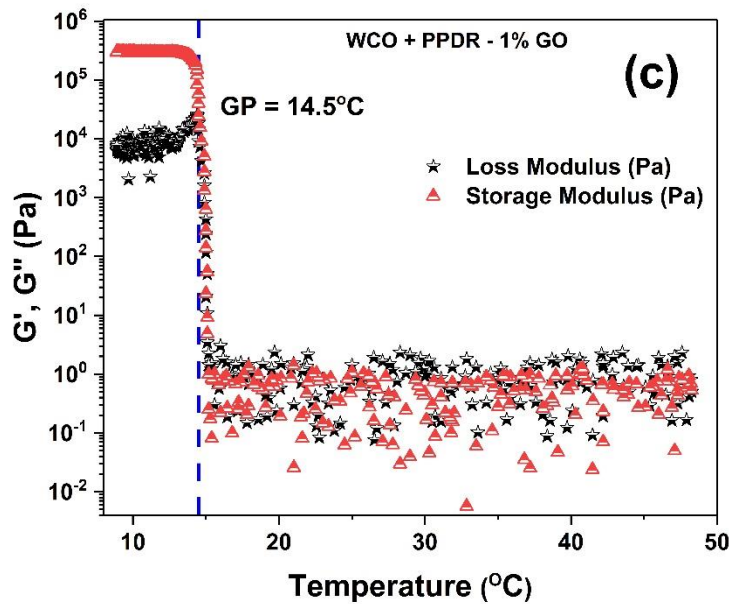 WCO + PPDR - 1% GO
(c)
GP = 14.5°C
Loss Modulus (Pa)
Storage Modulus (Pa)
G', G'' (Pa)
10⁶
10⁵
10⁴
10³
10²
10¹
10⁰
10⁻¹
10⁻²
10 20 30 40 50
Temperature (°C)